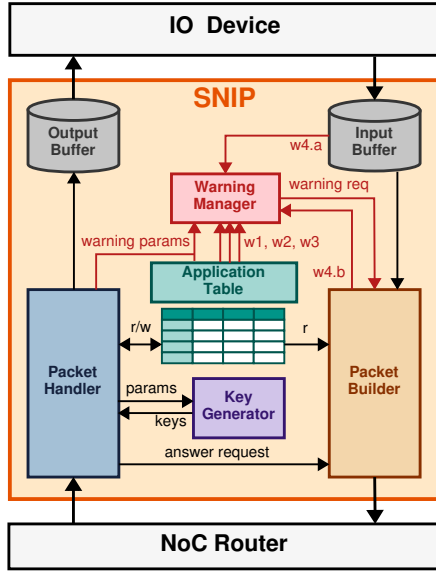 IO Device
SNIP
Output
Buffer
Input
Buffer
w4.a
Warning
Manager
warning req
warning params
w1, w2, w3
w4.b
Application
Table
r/w
r
Packet
Handler
Packet
Builder
params
keys
Key
Generator
answer request
NoC Router